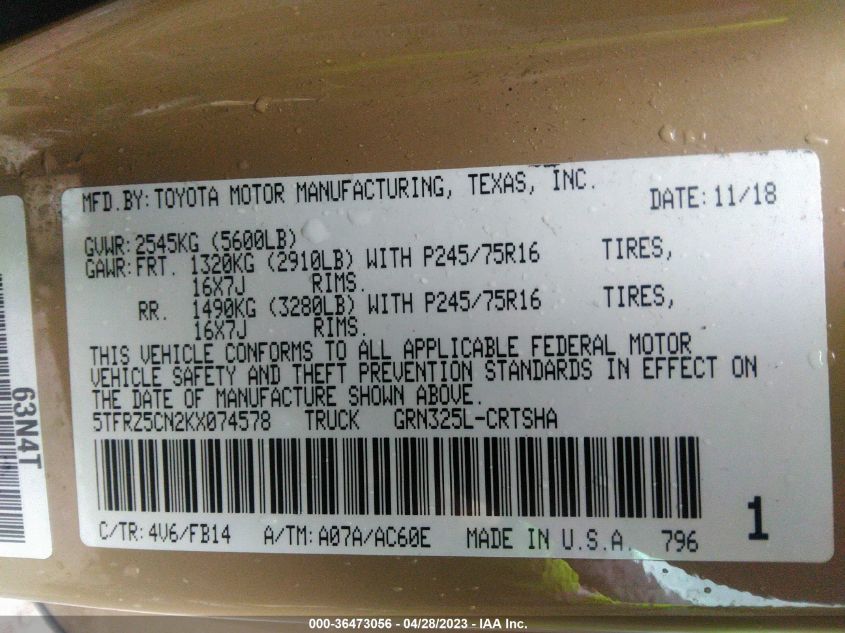 MFD.BY:TOYOTA MOTOR MANUFACTURING, TEXAS, INC. DATE:11/18
GVWR:2545KG (5600LB)
GAWR:FRT. 1320KG (2910LB) WITH P245/75R16 TIRES,
16X7J RIMS.
RR. 1490KG (3280LB) WITH P245/75R16 TIRES,
16X7J RIMS.
THIS VEHICLE CONFORMS TO ALL APPLICABLE FEDERAL MOTOR
VEHICLE SAFETY AND THEFT PREVENTION STANDARDS IN EFFECT ON
THE DATE OF MANUFACTURE SHOWN ABOVE.
5TFRZ5CN2KX074578 TRUCK GRN325L-CRTSHA
C/TR:4V6/FB14 A/TM:A07A/AC60E MADE IN U.S.A. 796
1
63N4T
000-36473056 - 04/28/2023 - IAA Inc.